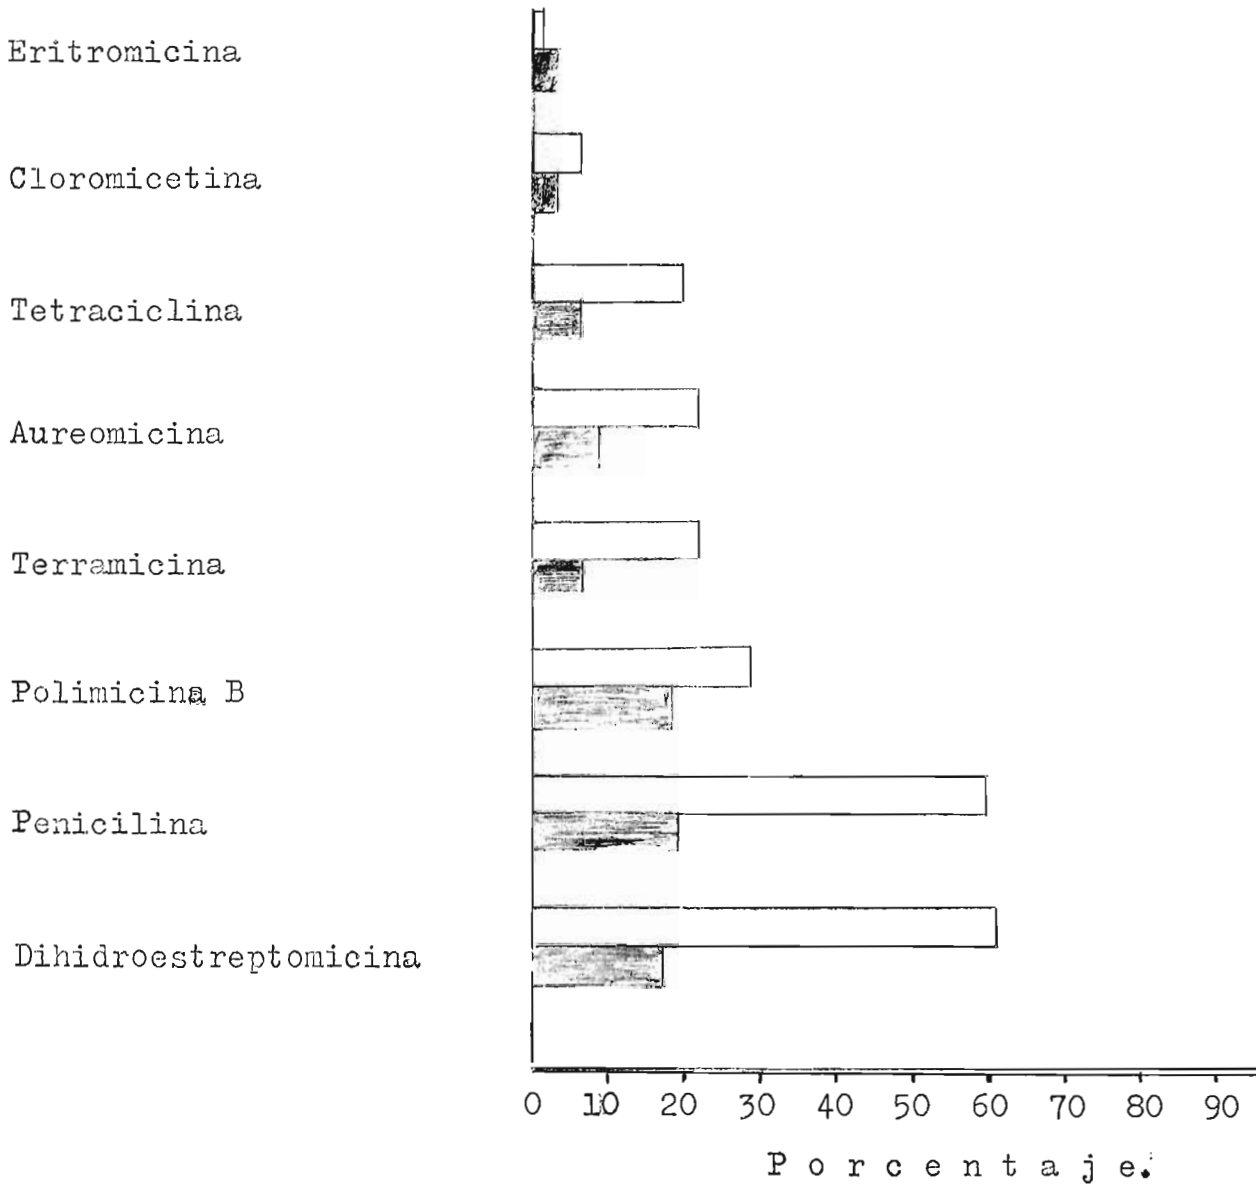 Eritromicina
Cloromicetina
Tetraciclina
Aureomicina
Terramicina
Polimicina B
Penicilina
Dihidroestreptomicina
0 10 20 30 40 50 60 70 80 90
Porcentaje.